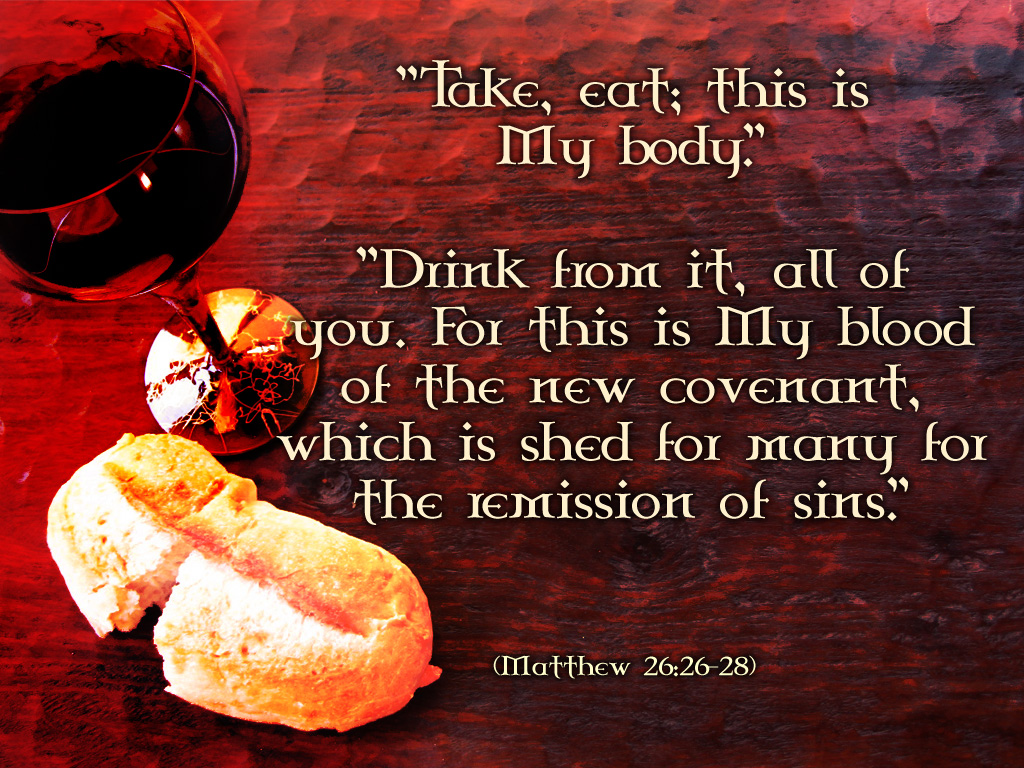 "Take, eat; this is
My body."
"Drink from it, all of
you. For this is My blood
of the new covenant,
which is shed for many for
the remission of sins."
(Matthew 26:26-28)